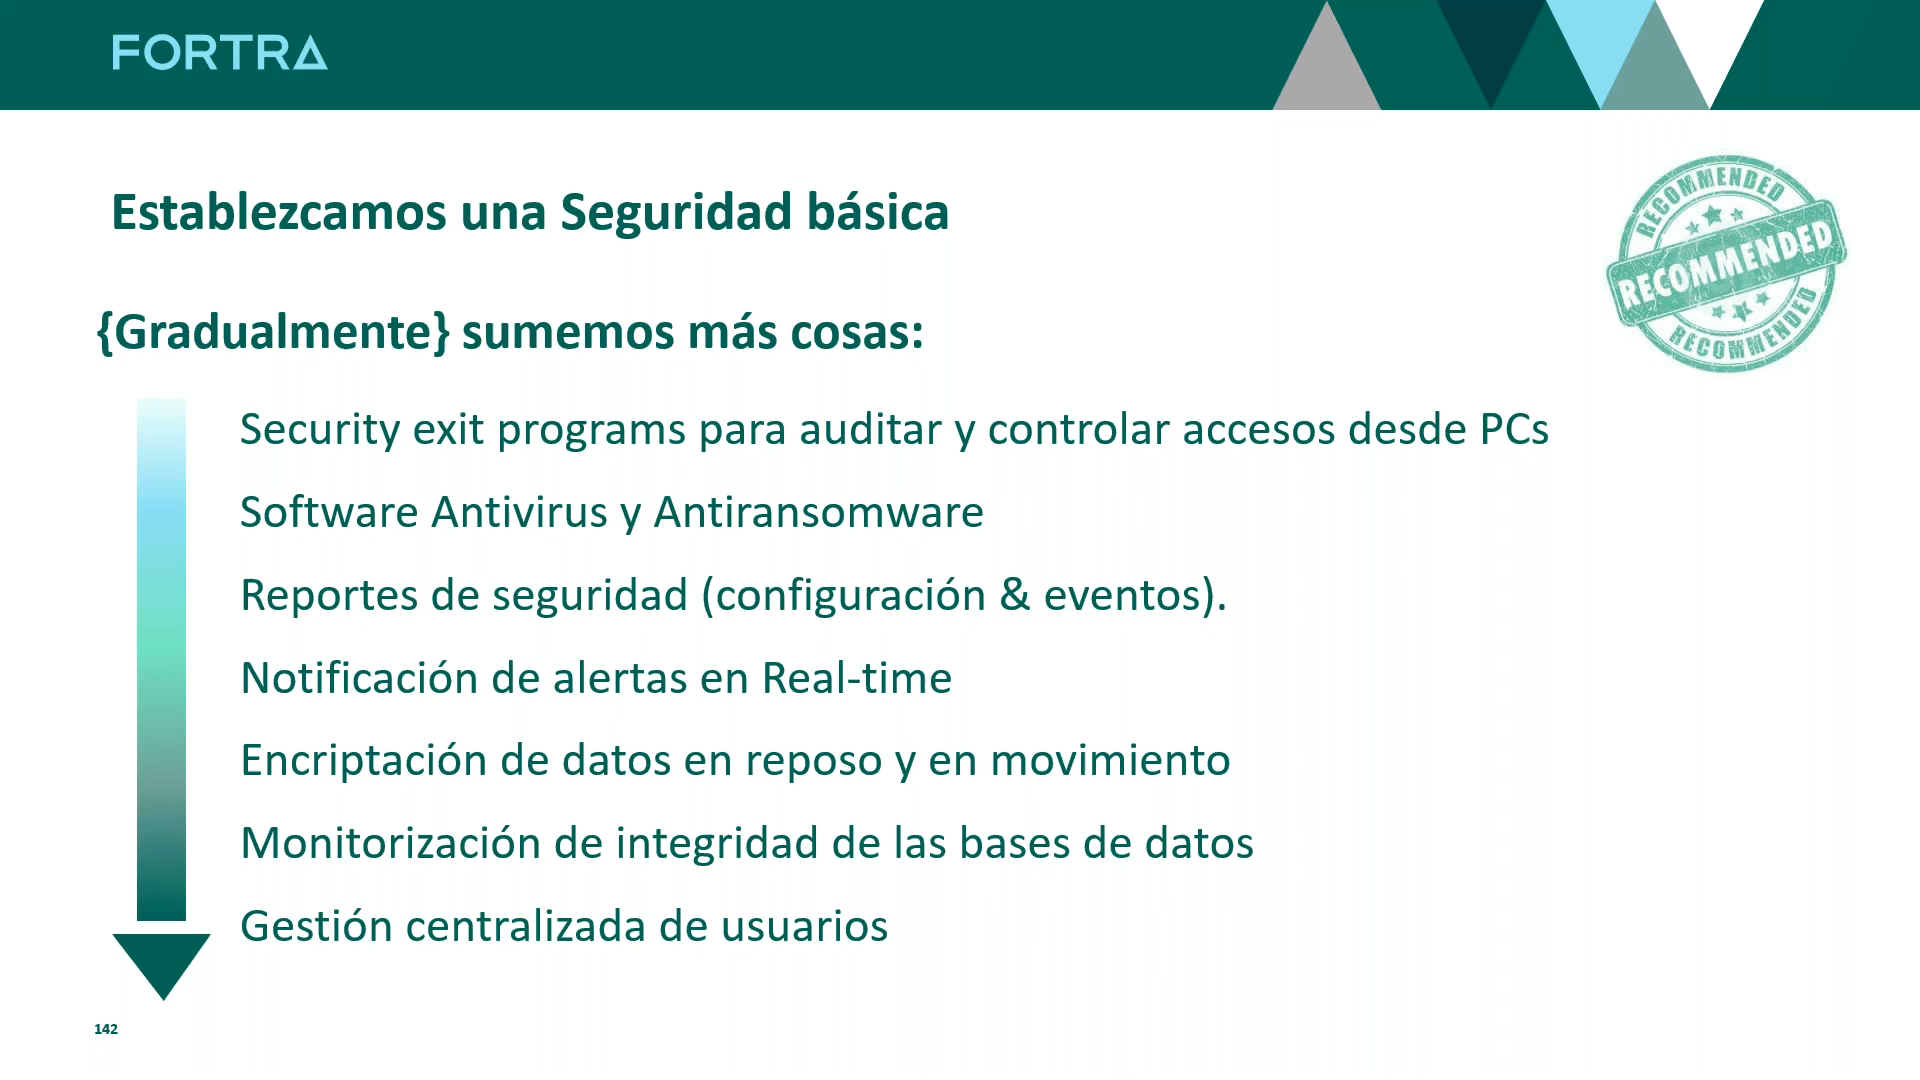 FORTRA
Establezcamos una Seguridad básica
RECOMMENDED
RECOMMENDED
RECOMMENDED
{Gradualmente} sumemos más cosas:
Security exit programs para auditar y controlar accesos desde PCs
Software Antivirus y Antiransomware
Reportes de seguridad (configuración & eventos).
Notificación de alertas en Real-time
Encriptación de datos en reposo y en movimiento
Monitorización de integridad de las bases de datos
Gestión centralizada de usuarios
142